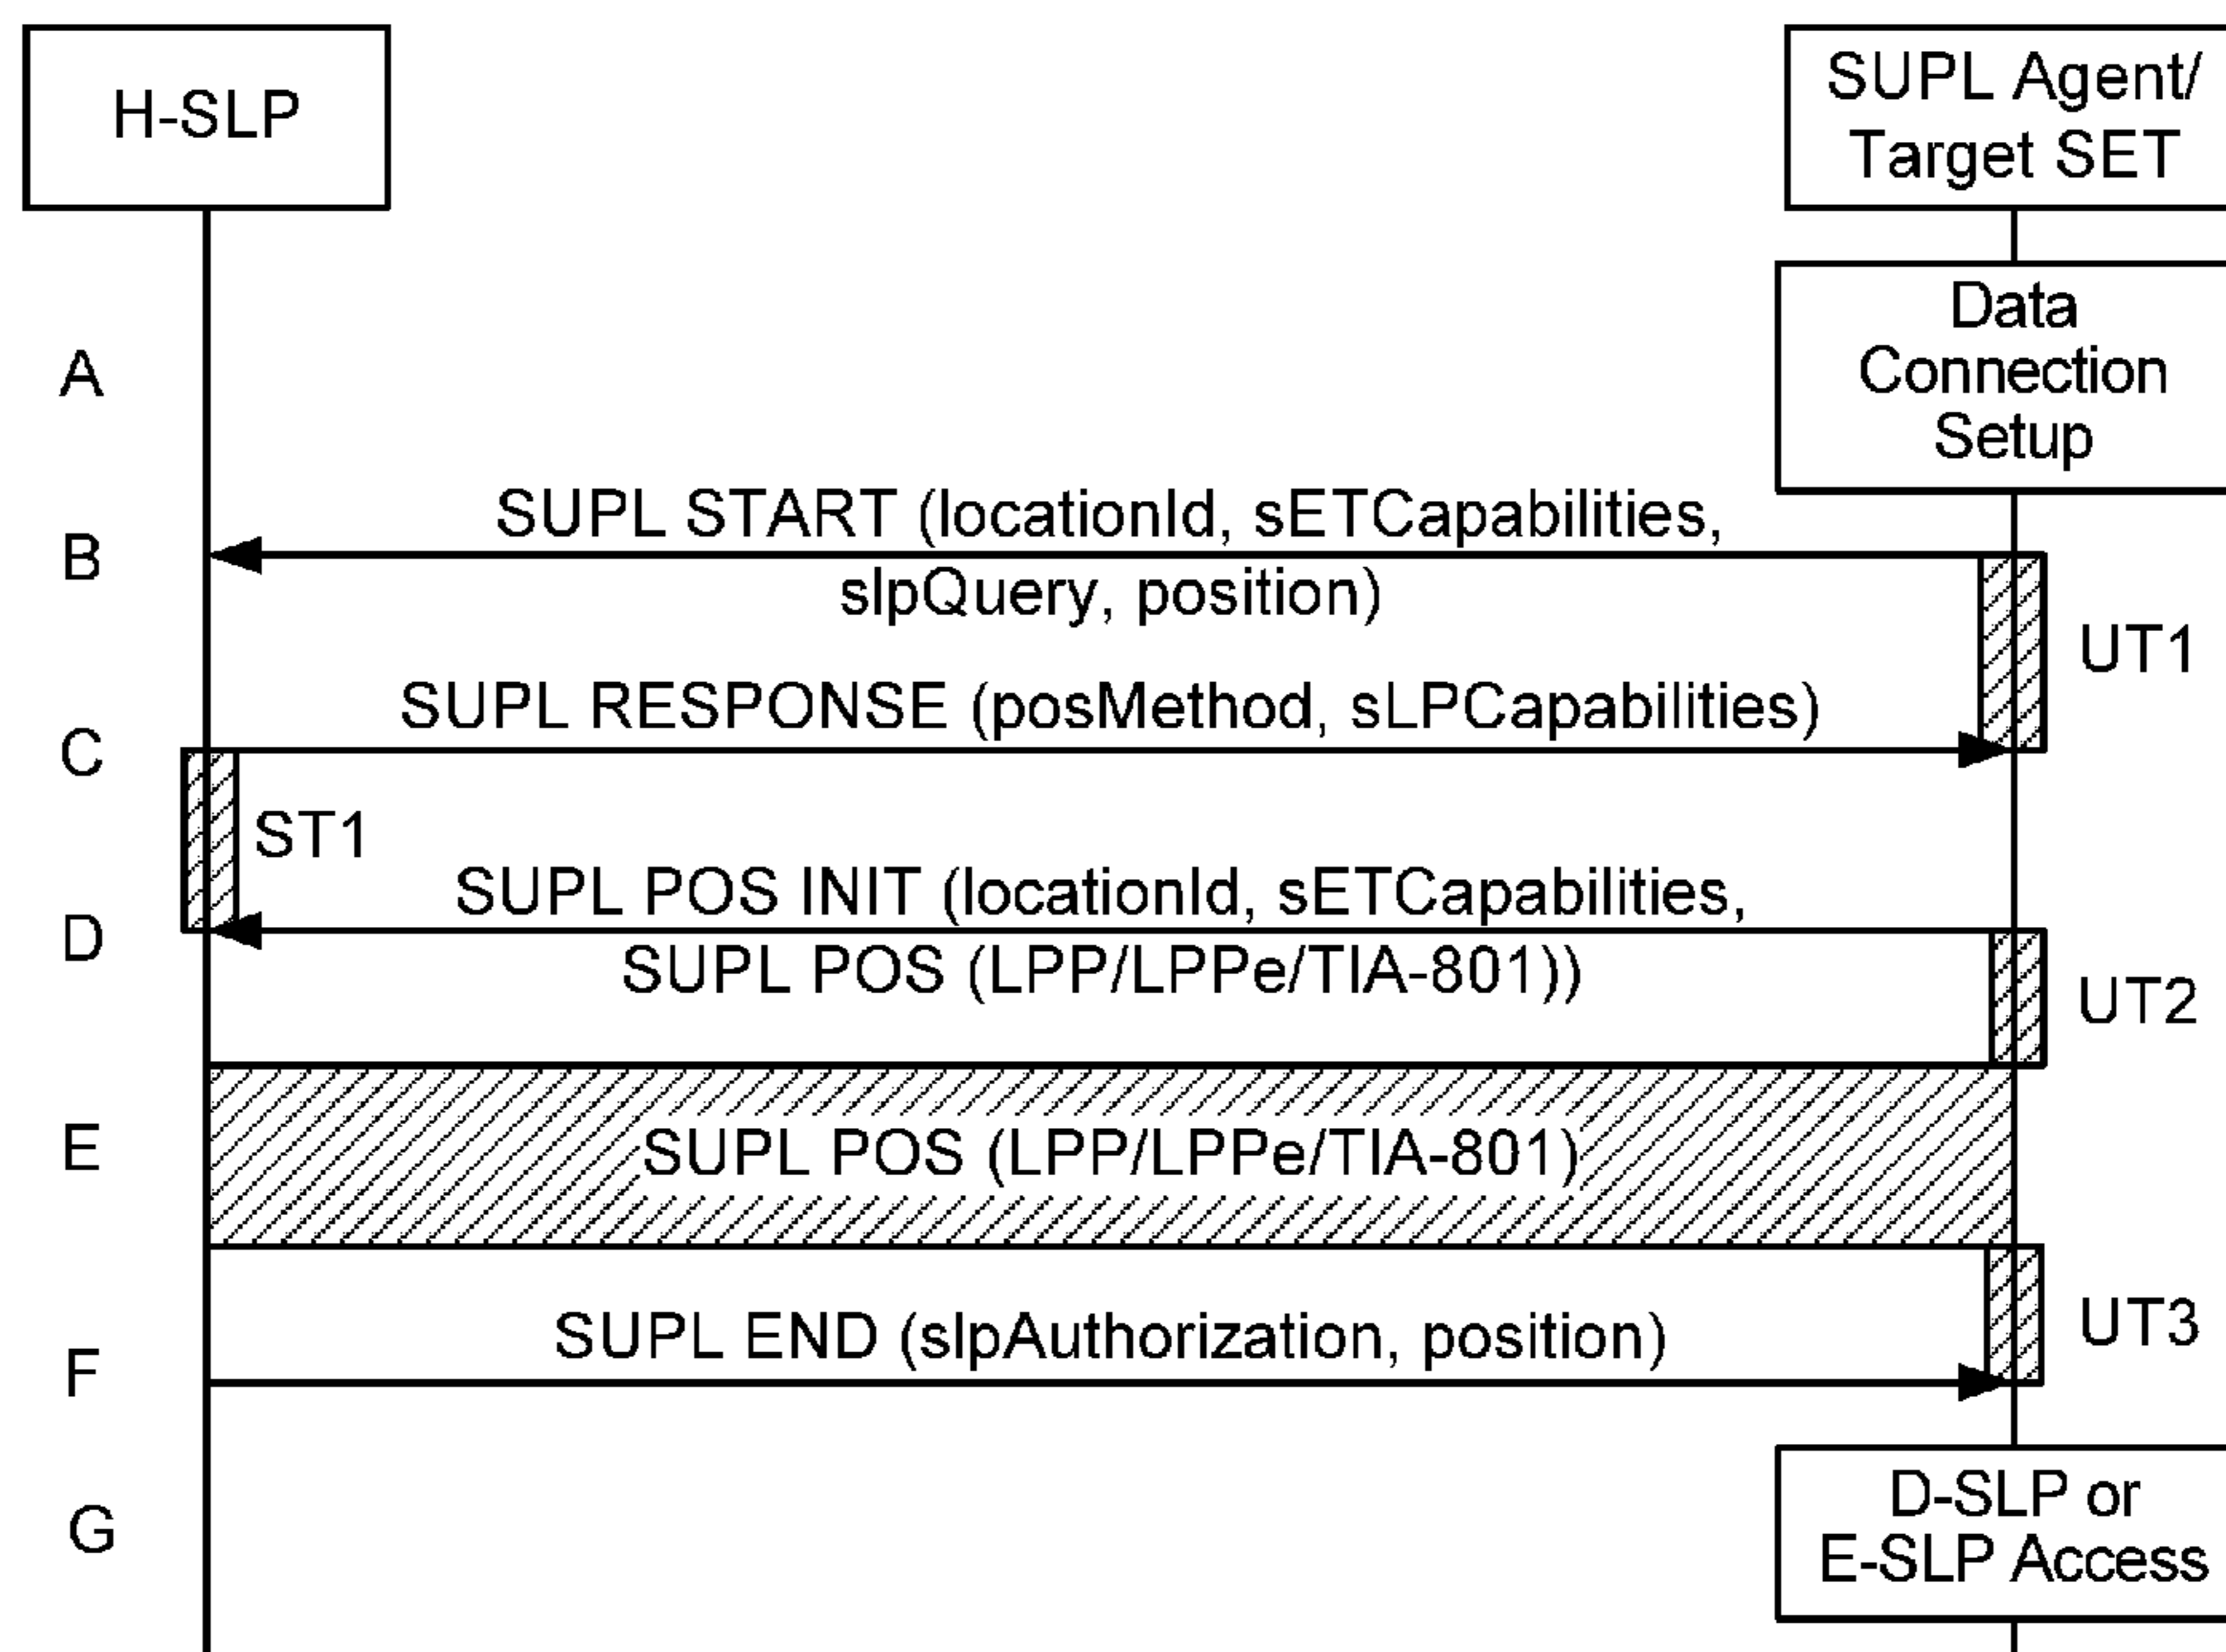 H-SLP
SUPL Agent/
Target SET
Data
Connection
Setup
A
SUPL START (locationId, sETCapabilities,
B
slpQuery, position)
UT1
SUPL RESPONSE (posMethod, sLPCapabilities)
C
ST1
SUPL POS INIT (locationId, sETCapabilities,
D
SUPL POS (LPP/LPPe/TIA-801))
UT2
E
SUPL POS (LPP/LPPe/TIA-801)
SUPL END (slpAuthorization, position)
UT3
F
D-SLP or
E-SLP Access
G